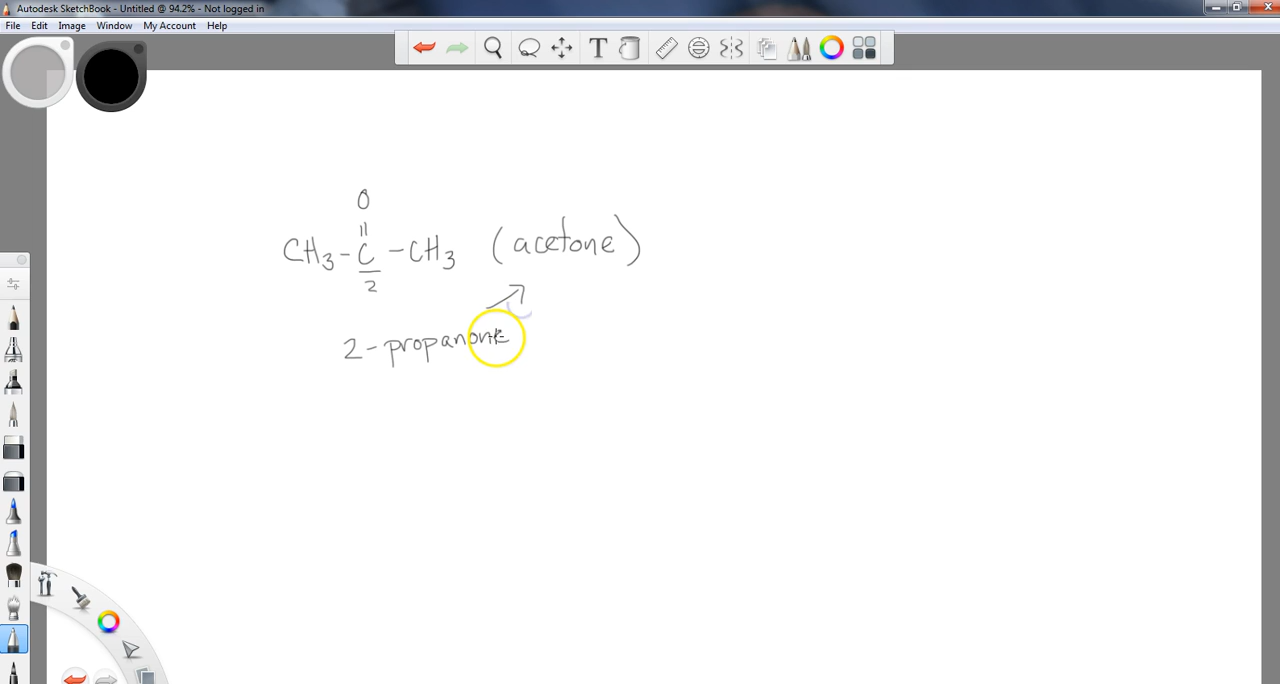 Autodesk SketchBook - Untitled @ 94.2% - Not logged in
File Edit Image Window My Account Help
T
O
CH3-C-CH3 (acetone)
2
2-propanone